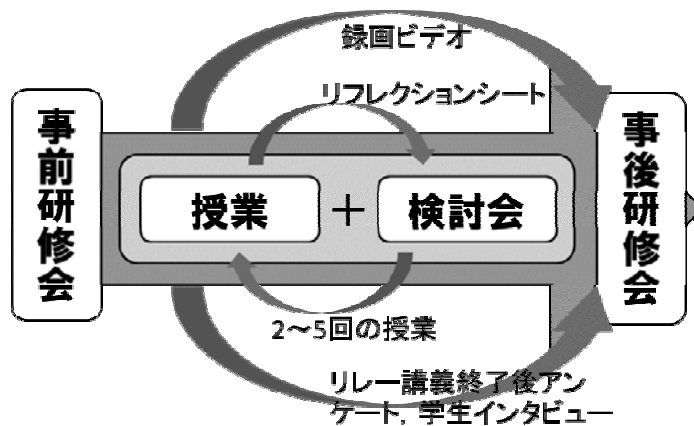 録画ビデオ
リフレクションシート
事前研修会
授業 + 検討会
事後研修会
2～5回の授業
リレー講義終了後アン
ケート, 学生インタビュー